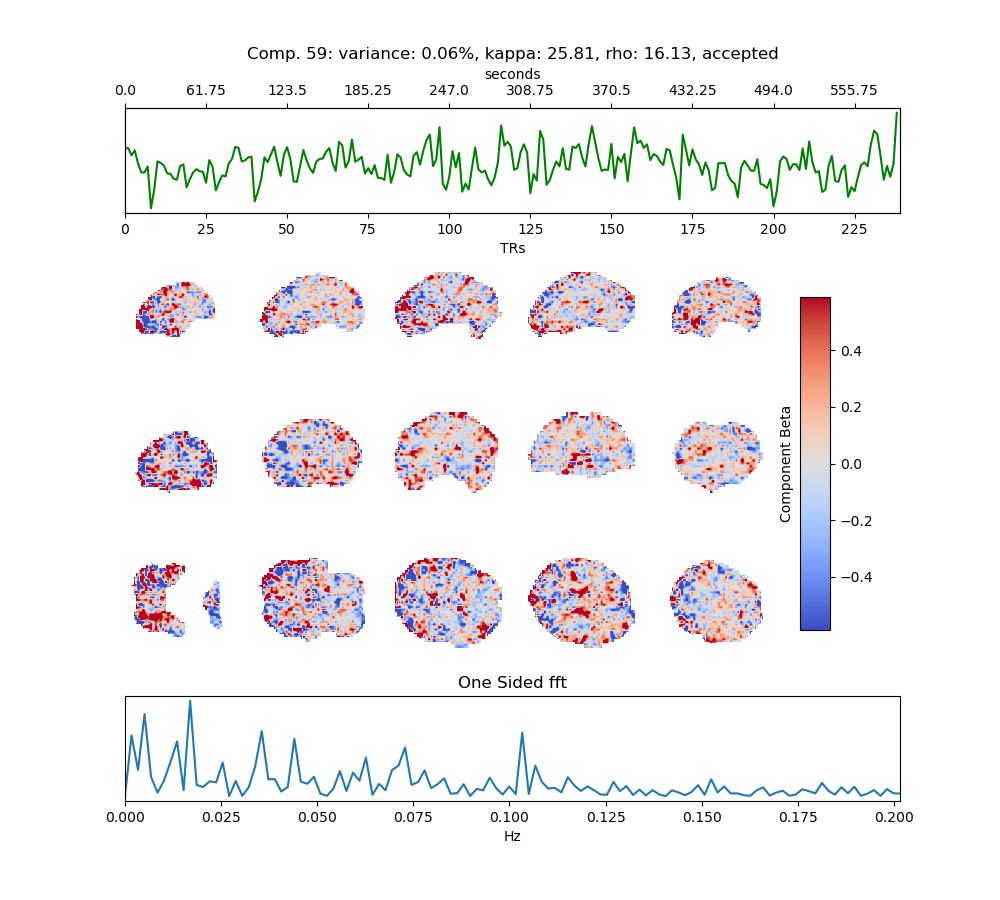 Comp. 59: variance: 0.06%, kappa: 25.81, rho: 16.13, accepted
seconds
0.0 61.75 123.5 185.25 247.0 308.75 370.5 432.25 494.0 555.75
0 25 50 75 100 125 150 175 200 225
TRs
0.4
0.2
0.0
−0.2
−0.4
Component Beta
One Sided fft
0.000 0.025 0.050 0.075 0.100 0.125 0.150 0.175 0.200
Hz